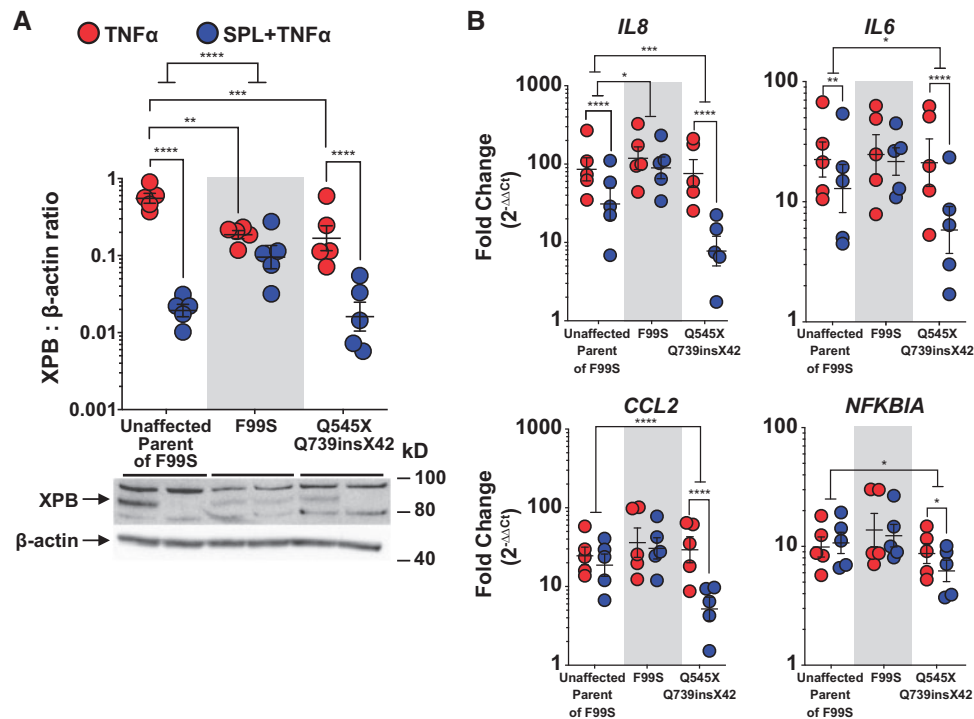 A
TNFα
SPL+TNFα
****
***
**
****
****
XPB : β-actin ratio
10
1
0.1
0.01
0.001
Unaffected
Parent
of F99S
F99S
Q545X
Q739insX42
kD
XPB
100
80
β-actin
40
B
IL8
***
*
****
****
Fold Change
(2-ΔΔCt)
1000
100
10
1
Unaffected
Parent
of F99S
F99S
Q545X
Q739insX42
IL6
*
**
****
100
10
1
Unaffected
Parent
of F99S
F99S
Q545X
Q739insX42
CCL2
****
****
Fold Change
(2-ΔΔCt)
1000
100
10
1
Unaffected
Parent
of F99S
F99S
Q545X
Q739insX42
NFKBIA
*
*
100
10
1
Unaffected
Parent
of F99S
F99S
Q545X
Q739insX42